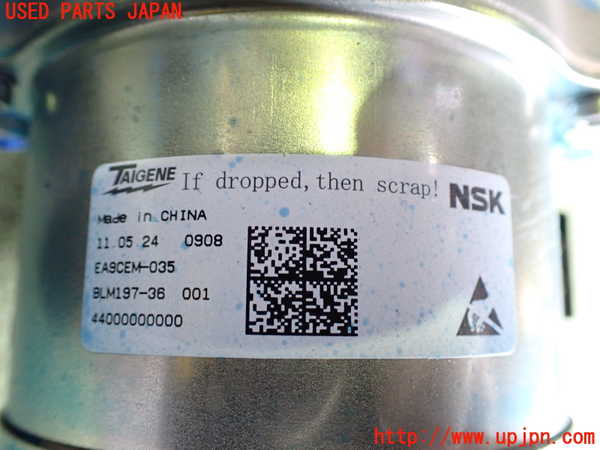 USED PARTS JAPAN
TAIGENE If dropped, then scrap! NSK
Made in CHINA
11.05.24 0908
EA9CEM-035
BLM197-36 001
44000000000
http://www.upjpn.com/